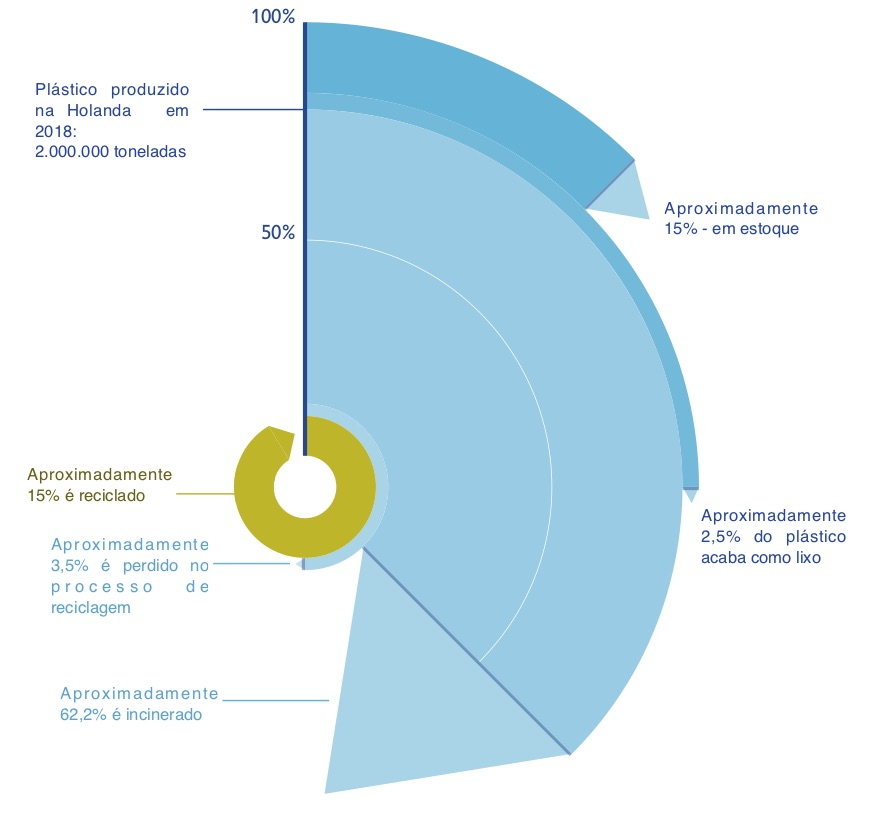 100%
Plástico produzido
na Holanda em
2018:
2.000.000 toneladas
Aproximadamente
15% - em estoque
50%
Aproximadamente
15% é reciclado
Aproximadamente
2,5% do plástico
acaba como lixo
Aproximadamente
3,5% é perdido no
processo de
reciclagem
Aproximadamente
62,2% é incinerado